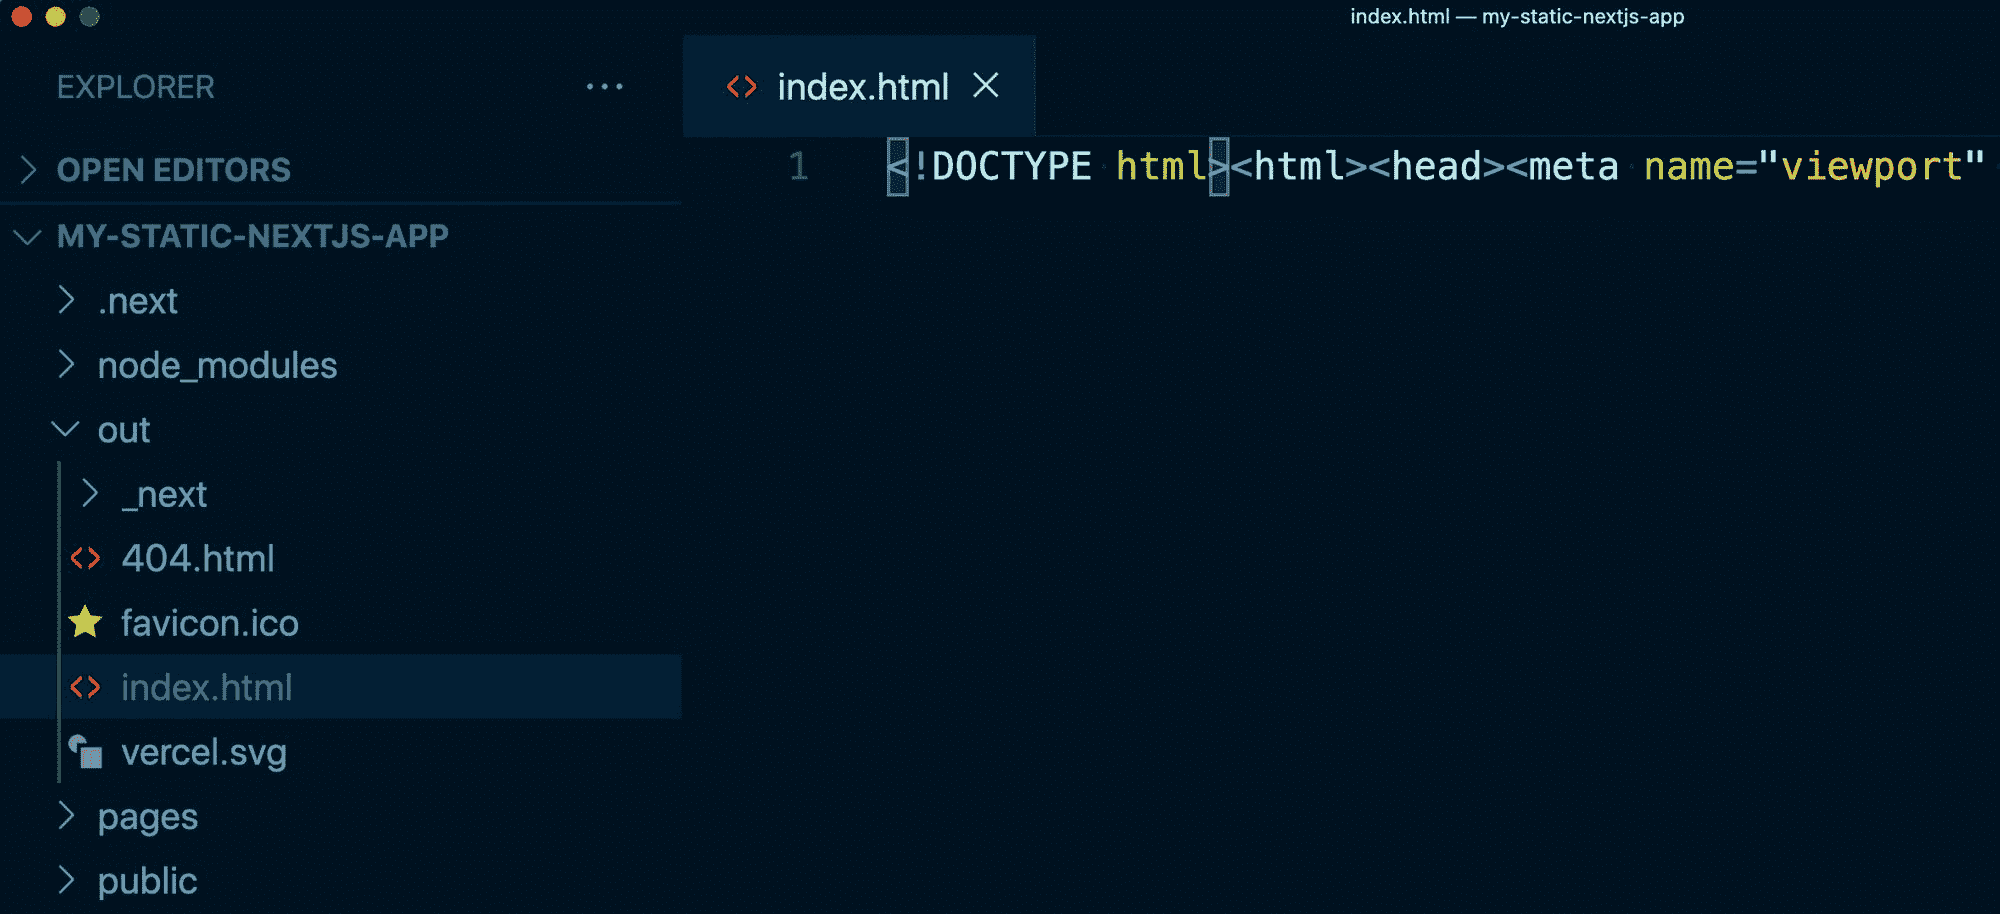 index.html — my-static-nextjs-app
EXPLORER ...
OPEN EDITORS
MY-STATIC-NEXTJS-APP
.next
node_modules
out
_next
404.html
favicon.ico
index.html
vercel.svg
pages
public
index.html
1 <!DOCTYPE html><html><head><meta name="viewport"